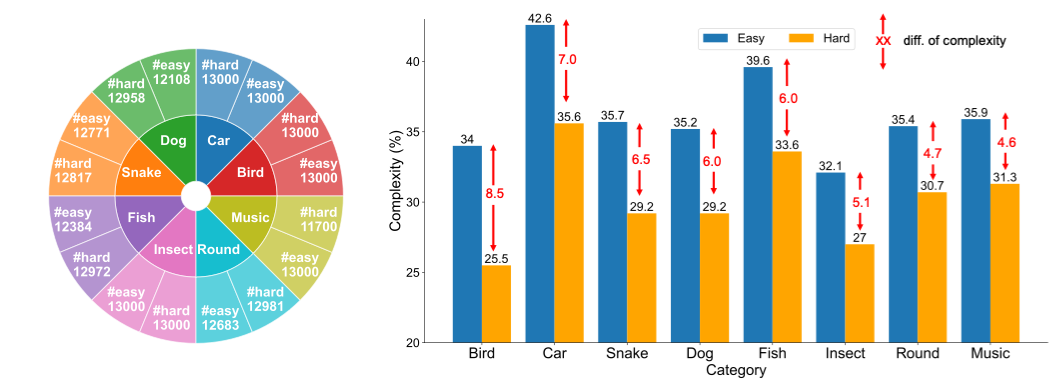 #easy
12108
#hard
13000
#hard
12958
#easy
13000
#easy
12771
#hard
13000
Dog
Car
#hard
12817
Snake
Bird
#easy
13000
#easy
12384
Fish
Music
#hard
11700
#hard
12972
Insect
Round
#easy
13000
#easy
13000
#hard
13000
#easy
12683
#hard
12981
Complexity (%)
40
35
30
25
20
Easy
Hard
xx
diff. of complexity
34
8.5
25.5
42.6
7.0
35.6
35.7
6.5
29.2
35.2
6.0
29.2
39.6
6.0
33.6
32.1
5.1
27
35.4
4.7
30.7
35.9
4.6
31.3
Bird
Car
Snake
Dog
Fish
Insect
Round
Music
Category